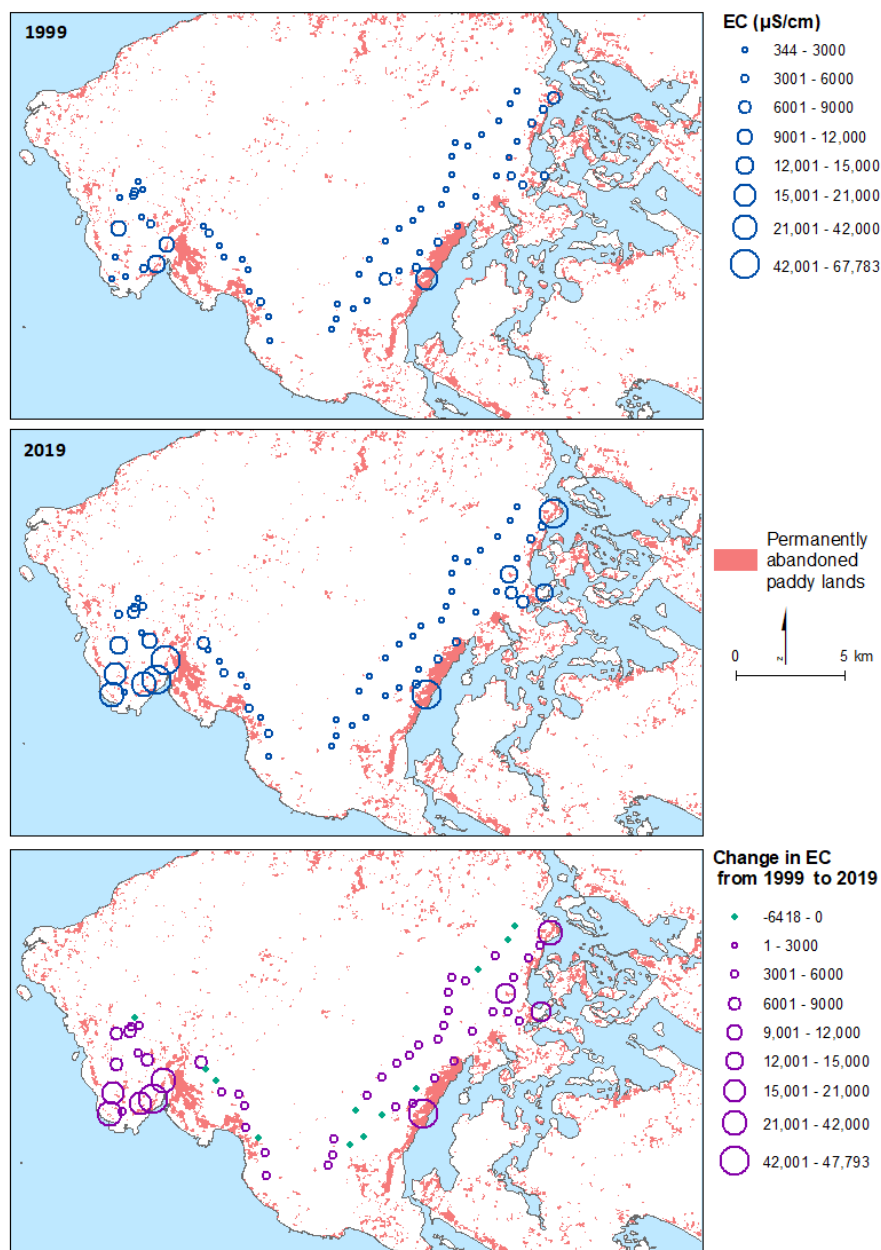 1999
EC (µS/cm)
344 - 3000
3001 - 6000
6001 - 9000
9001 - 12,000
12,001 - 15,000
15,001 - 21,000
21,001 - 42,000
42,001 - 67,783
2019
Permanently
abandoned
paddy lands
z
0 5 km
Change in EC
from 1999 to 2019
-6418 - 0
1 - 3000
3001 - 6000
6001 - 9000
9,001 - 12,000
12,001 - 15,000
15,001 - 21,000
21,001 - 42,000
42,001 - 47,793